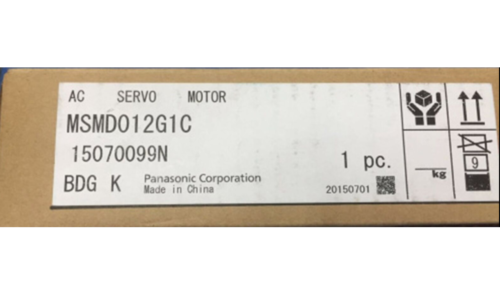 AC SERVO MOTOR
MSMD012G1C
15070099N
1 pc.
BDG K
Panasonic Corporation
Made in China
20150701
kg
9